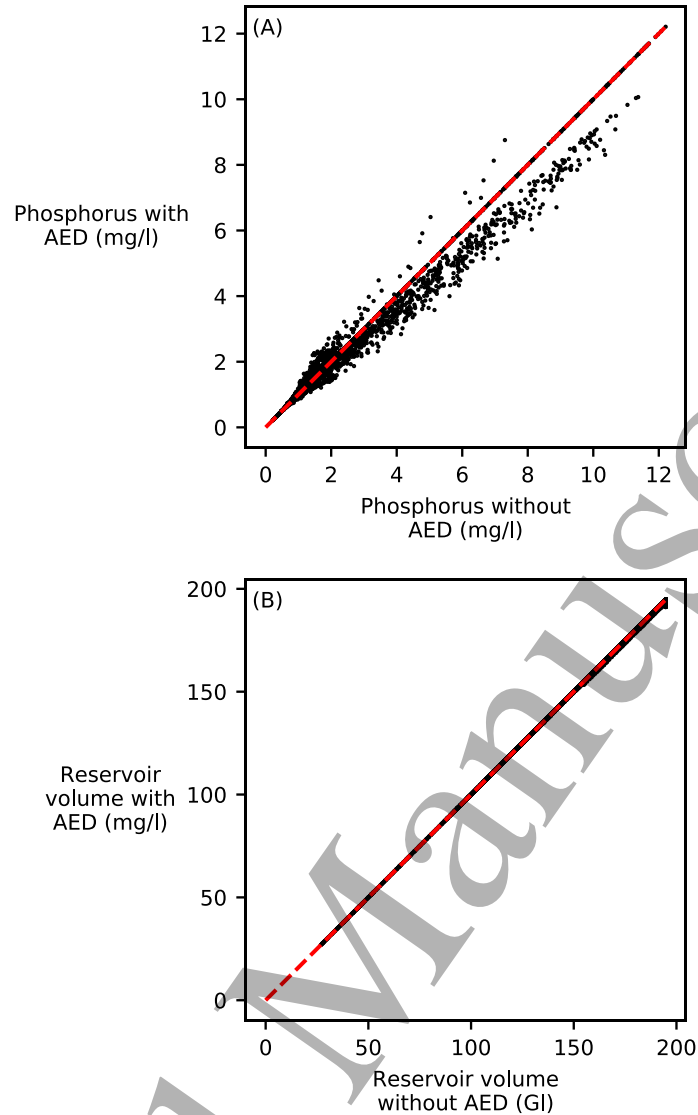 (A)
12
10
8
6
4
2
0
Phosphorus with
AED (mg/l)
0 2 4 6 8 10 12
Phosphorus without
AED (mg/l)
(B)
200
150
100
50
0
Reservoir
volume with
AED (mg/l)
0 50 100 150 200
Reservoir volume
without AED (Gl)
Manus